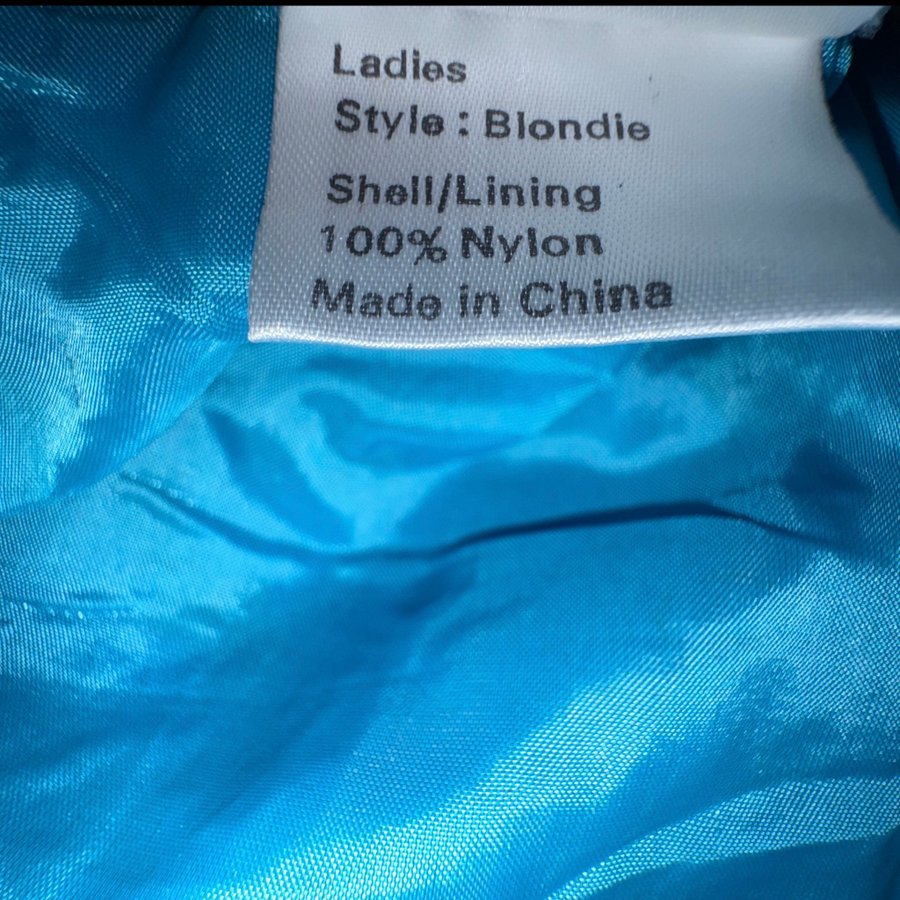 Ladies
Style : Blondie
Shell/Lining
100% Nylon
Made in China